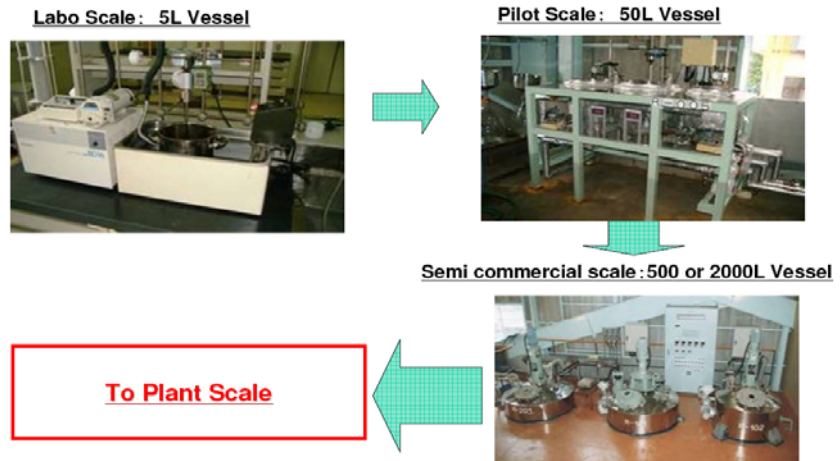 Labo Scale: 5L Vessel
Pilot Scale: 50L Vessel
Semi commercial scale:500 or 2000L Vessel
To Plant Scale